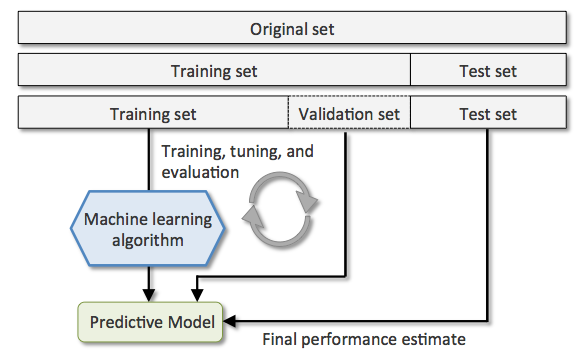 Original set
Training set Test set
Training set Validation set Test set
Training, tuning, and
evaluation
Machine learning
algorithm
Predictive Model
Final performance estimate